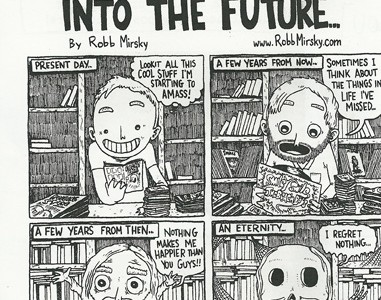 INTO THE FUTURE...
By Robb Mirsky
www.RobbMirsky.com
PRESENT DAY..
LOOKIT ALL THIS
COOL STUFF I'M
STARTING TO
AMASS!
A FEW YEARS FROM NOW..
SOMETIMES I
THINK ABOUT
THE THINGS IN
LIFE I'VE
MISSED..
A FEW YEARS FROM THEN..
NOTHING
MAKES ME
HAPPIER THAN
YOU GUYS!!
AN ETERNITY..
I REGRET
NOTHING...